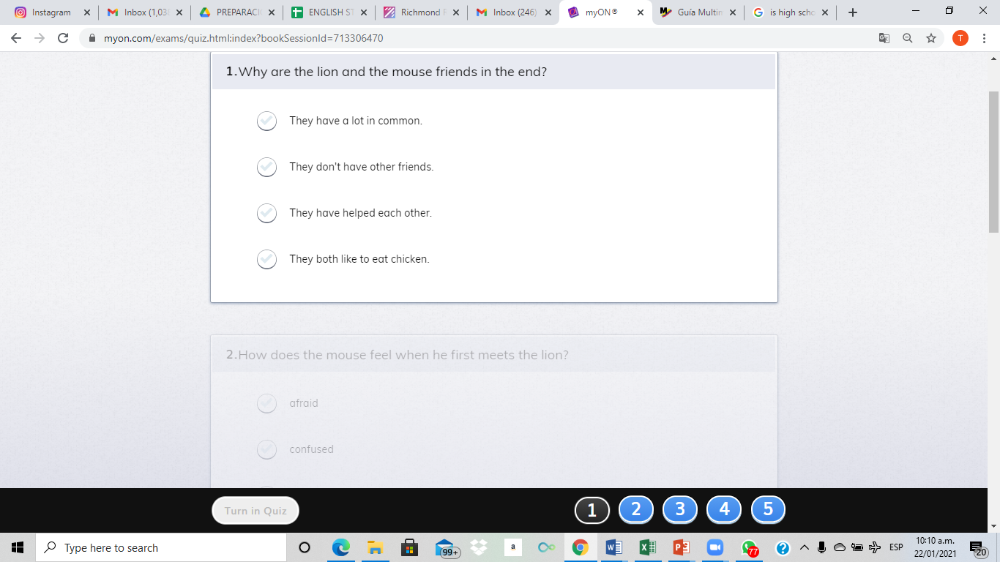 Instagram
Inbox (1,03
PREPARACI
ENGLISH ST
Richmond
Inbox (246)
myON®
Guía Multin
is high scho
myon.com/exams/quiz.html:index?bookSessionId=713306470
T
1.Why are the lion and the mouse friends in the end?
They have a lot in common.
They don't have other friends.
They have helped each other.
They both like to eat chicken.
2.How does the mouse feel when he first meets the lion?
afraid
confused
Turn in Quiz
1 2 3 4 5
Type here to search
99+
a
77
ESP
10:10 a.m.
22/01/2021
20